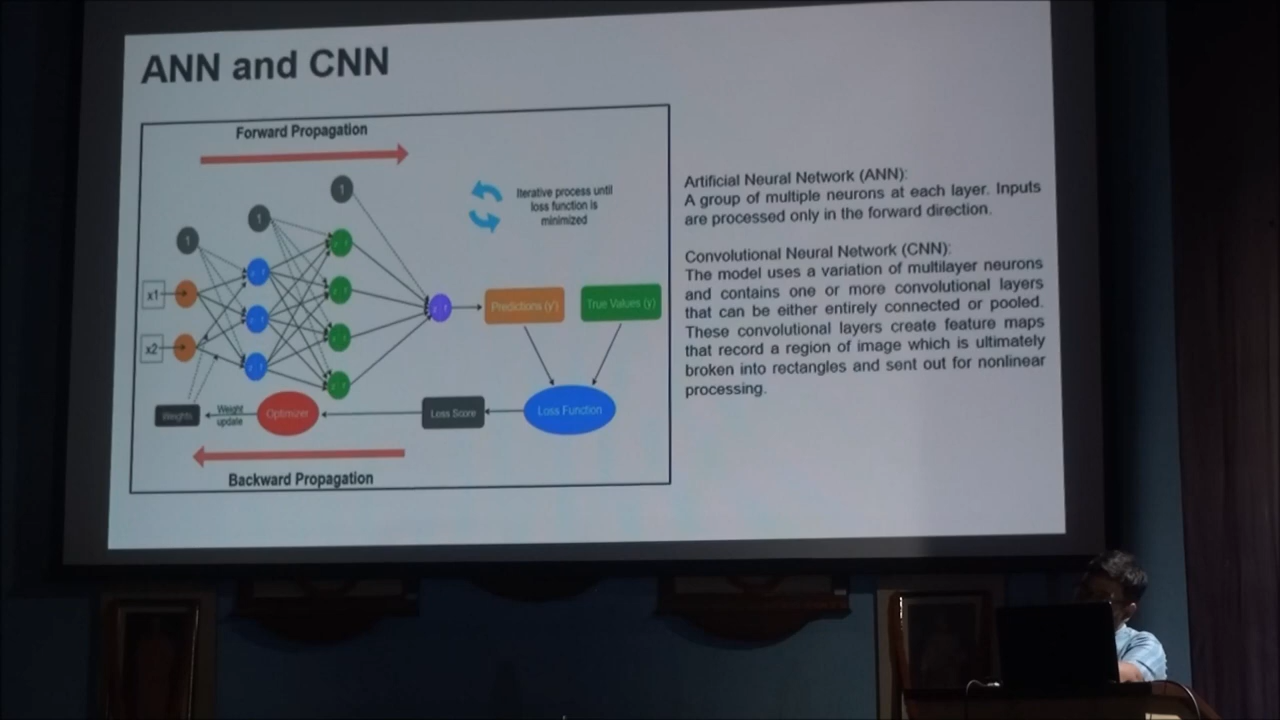 ANN and CNN
Forward Propagation
1
1
1
Iterative process until
loss function is
minimized
x1
x2
Predictions (y')
True Values (y)
Weights
Weight
update
Optimizer
Loss Score
Loss Function
Backward Propagation
Artificial Neural Network (ANN):
A group of multiple neurons at each layer. Inputs
are processed only in the forward direction.
Convolutional Neural Network (CNN):
The model uses a variation of multilayer neurons
and contains one or more convolutional layers
that can be either entirely connected or pooled.
These convolutional layers create feature maps
that record a region of image which is ultimately
broken into rectangles and sent out for nonlinear
processing.